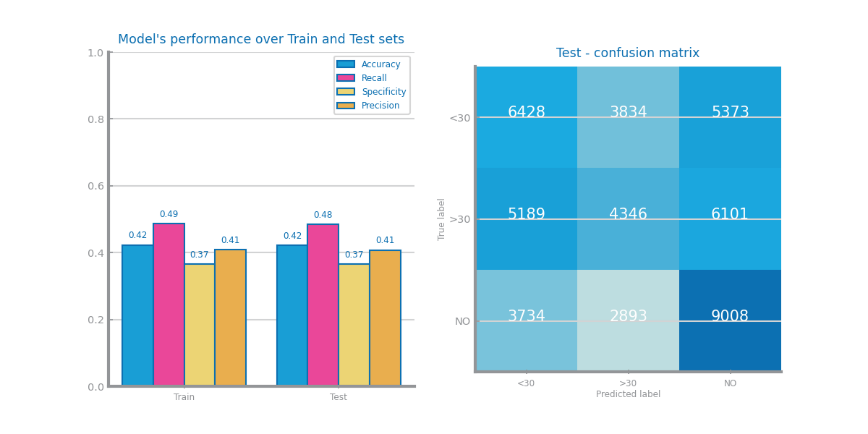 Model's performance over Train and Test sets
1.0
0.8
0.6
0.4
0.2
0.0
Accuracy
Recall
Specificity
Precision
0.42
0.49
0.37
0.41
0.42
0.48
0.37
0.41
Train
Test
Test - confusion matrix
True label
<30
6428
3834
5373
>30
5189
4346
6101
NO
3734
2893
9008
<30
>30
NO
Predicted label